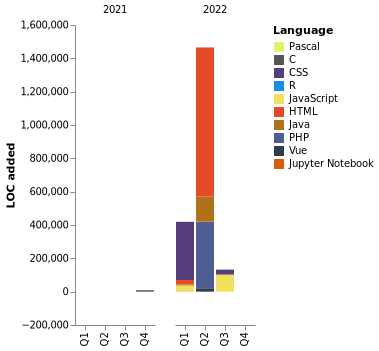 2021 2022
1,600,000
1,400,000
1,200,000
1,000,000
800,000
600,000
400,000
200,000
0
−200,000
LOC added
Q1 Q2 Q3 Q4 Q1 Q2 Q3 Q4
Language
Pascal
C
CSS
R
JavaScript
HTML
Java
PHP
Vue
Jupyter Notebook